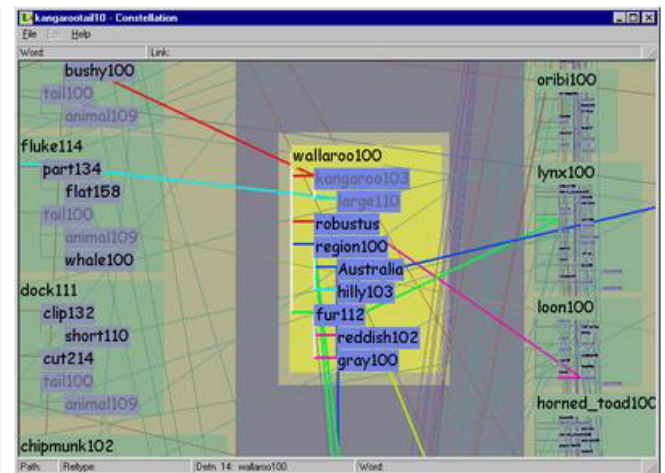 kangarootail10 - Constellation
File Edit Help
Word: Link:
bushy100
tail100
animal109
fluke114
part134
flat158
tail100
animal109
whale100
dock111
clip132
short110
cut214
tail100
animal109
chipmunk102
wallaroo100
kangaroo103
large110
robustus
region100
Australia
hilly103
fur112
reddish102
gray100
oribi100
lynx100
loon100
horned_toad100
Path: Reltype: Defn 14: wallaroo100 Word: